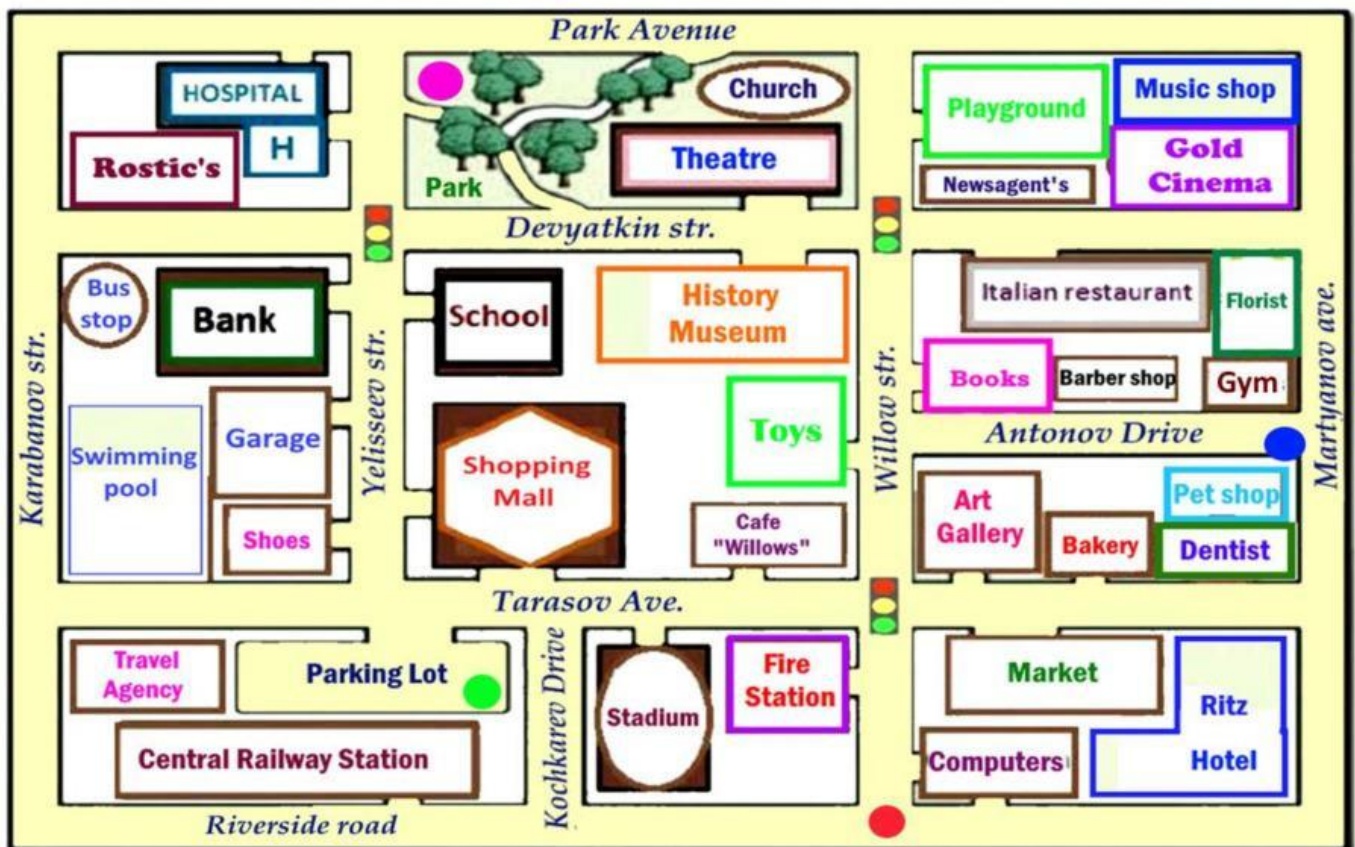 Park Avenue
HOSPITAL
H
Rostic's
Church
Theatre
Park
Playground
Music shop
Gold
Cinema
Newsagent's
Devyatkin str.
Karabanov str.
Bus
stop
Bank
Swimming
pool
Garage
Shoes
Yelisseev str.
School
History
Museum
Toys
Shopping
Mall
Cafe
"Willows"
Willow str.
Italian restaurant
Florist
Books
Barber shop
Gym
Antonov Drive
Martyanov ave.
Art
Gallery
Bakery
Pet shop
Dentist
Tarasov Ave.
Travel
Agency
Parking Lot
Central Railway Station
Kochkarev Drive
Stadium
Fire
Station
Market
Ritz
Hotel
Computers
Riverside road